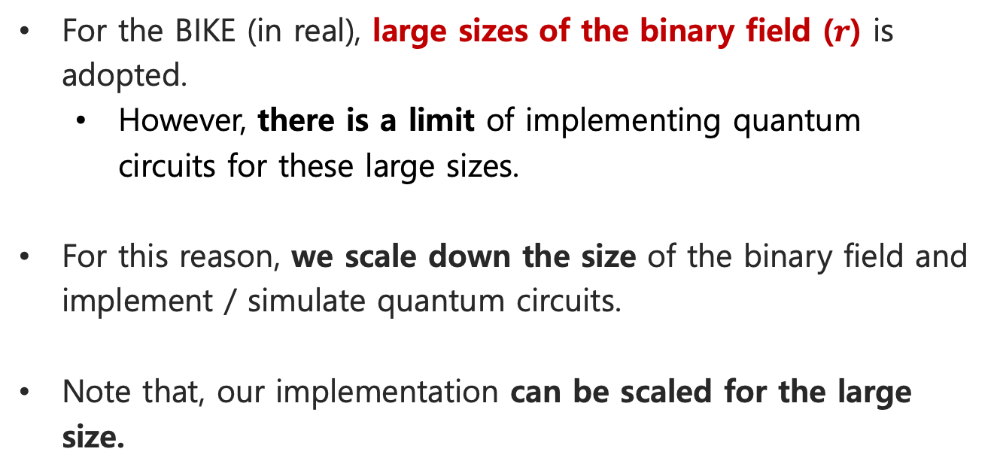 • For the BIKE (in real), large sizes of the binary field (r) is
adopted.
• However, there is a limit of implementing quantum
circuits for these large sizes.
• For this reason, we scale down the size of the binary field and
implement / simulate quantum circuits.
• Note that, our implementation can be scaled for the large
size.